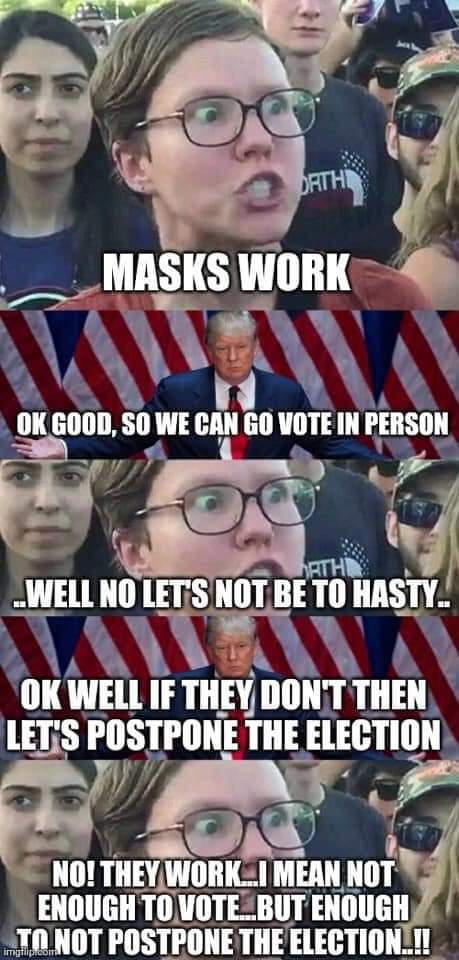 ORTH
MASKS WORK
OK GOOD, SO WE CAN GO VOTE IN PERSON
..WELL NO LET'S NOT BE TO HASTY..
OK WELL IF THEY DON'T THEN
LET'S POSTPONE THE ELECTION
NO! THEY WORK...I MEAN NOT
ENOUGH TO VOTE...BUT ENOUGH
TO NOT POSTPONE THE ELECTION..!!
imgflip.com